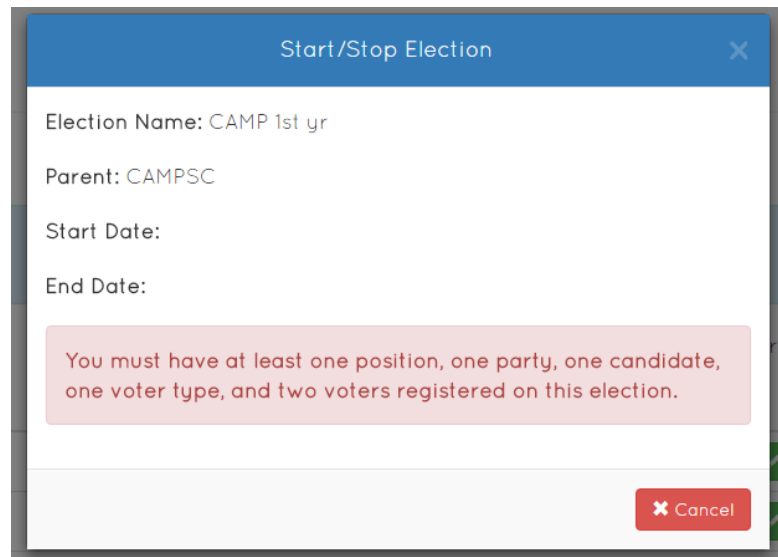 Start/Stop Election
Election Name: CAMP 1st yr
Parent: CAMPSC
Start Date:
End Date:
You must have at least one position, one party, one candidate,
one voter type, and two voters registered on this election.
Cancel